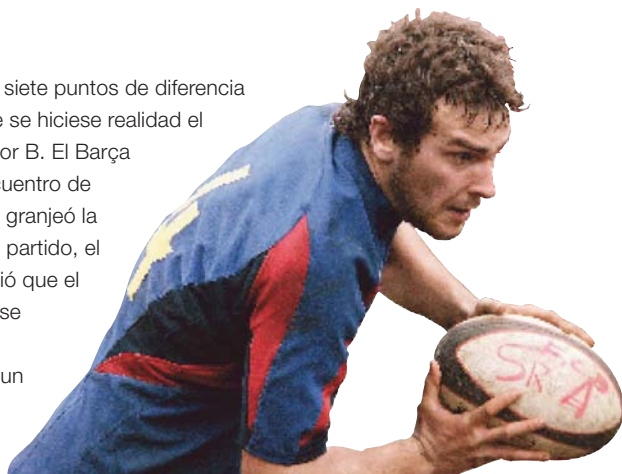 siete puntos de diferencia
se hiciese realidad el
or B. El Barça
cuentro de
granjeó la
partido, el
ió que el
se
un